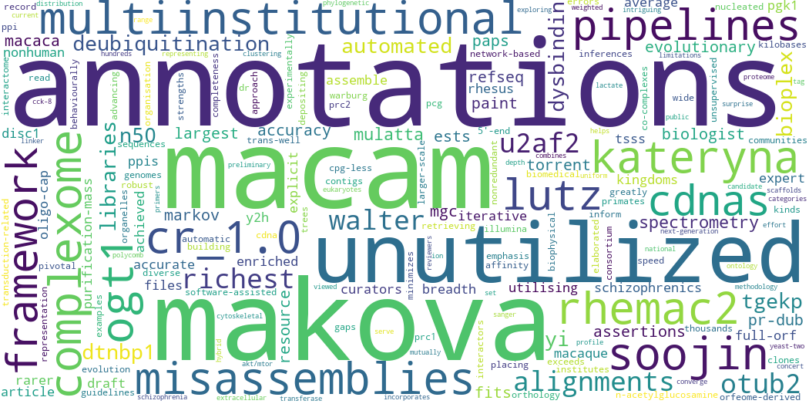 multiinstitutional
pipelines
annotations
deubiquitination
automated
paps
dysbindin
evolutionary
bioplex
macaca
nonhuman
record
ppi
average
nucleated
pgk1
weighted
kilobases
exploring
errors
phylogenetic
range
distribution
current
clustering
representing
hundreds
network-based
inferences
unsupervised
limitations
lactate
proteome
tag
surprise
public
co-complexes
wide
refseq
rhesus
paint
assemble
warburg
prc2
pcg
depositing
experimentally
approach
dr
completeness
strengths
behaviourally
organisation
advancing
read
interactome
cck-8
linker
disc1
n50
largest
accuracy
trans-well
mulatta
ests
5'-end
u2af2
tsss
biologist
communities
helps
torrent
combines
biomedical
uniform
depth
kingdoms
expert
kateryna
scaffolds
categories
kinds
candidate
greatly
primates
macam
sequences
preliminary
genomes
robust
ppis
libraries
explicit
cpg-less
contigs
trees
larger-scale
nonredundant
eukaryotes
primers
organelles
achieved
oligo-cap
complexome
framework
ogt1
purification-mass
transduction-related
pivotal
representation
examples
polycomb
markov
y2h
cdna
walter
mgc
iterative
illumina
retrieving
lutz
cdnas
inform
consortium
elaborated
biophysical
spectrometry
next-generation
effort
national
speed
cr_1.0
automatic
building
enriched
accurate
diverse
files
richest
unutilized
curators
breadth
minimizes
reviewers
viewed
set
emphasis
affinity
utilising
schizophrenics
ontology
methodology
software-assisted
cytoskeletal
resource
gaps
serve
prc1
mutually
makova
hybrid
sanger
interactors
yi
rhemac2
tgekp
assertions
thousands
pr-dub
full-orf
yeast-two
clones
concert
dtnbp1
rarer
article
draft
evolution
guidelines
schizophrenia
misassemblies
akt/mtor
extracellular
transferase
incorporates
fits
orthology
alignments
macaque
placing
exceeds
institutes
profile
n-acetylglucosamine
converge
soojin
otub2
orfeome-derived